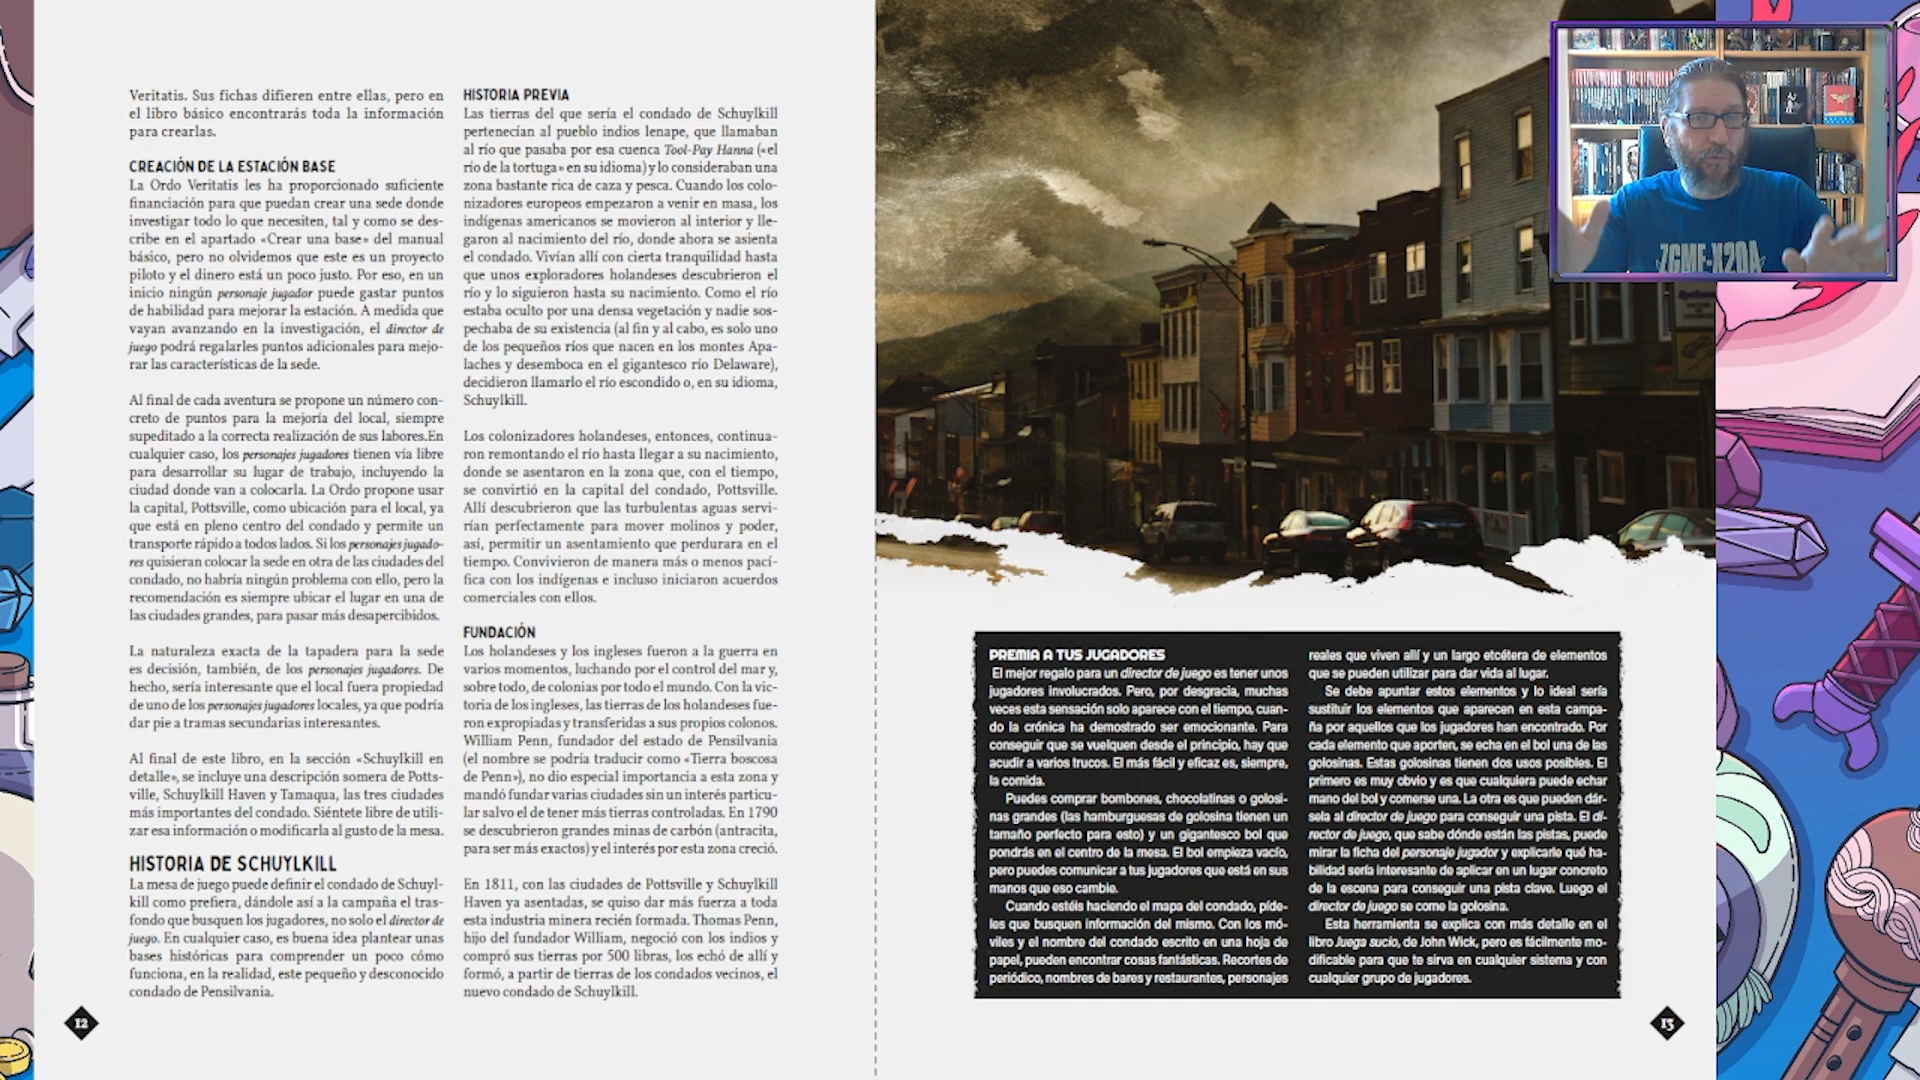 Veritatis. Sus fichas difieren entre ellas, pero en
el libro básico encontrarás toda la información
para crearlas.
CREACIÓN DE LA ESTACIÓN BASE
La Ordo Veritatis les ha proporcionado suficiente
financiación para que puedan crear una sede donde
investigar todo lo que necesiten, tal y como se des-
cribe en el apartado «Crear una base» del manual
básico, pero no olvidemos que este es un proyecto
piloto y el dinero está un poco justo. Por eso, en un
inicio ningún personaje jugador puede gastar puntos
de habilidad para mejorar la estación. A medida que
vayan avanzando en la investigación, el director de
juego podrá regalarles puntos adicionales para mejo-
rar las características de la sede.
Al final de cada aventura se propone un número con-
creto de puntos para la mejoría del local, siempre
supeditado a la correcta realización de sus labores.En
cualquier caso, los personajes jugadores tienen vía libre
para desarrollar su lugar de trabajo, incluyendo la
ciudad donde van a colocarla. La Ordo propone usar
la capital, Pottsville, como ubicación para el local, ya
que está en pleno centro del condado y permite un
transporte rápido a todos lados. Si los personajes jugado-
res quisieran colocar la sede en otra de las ciudades del
condado, no habría ningún problema con ello, pero la
recomendación es siempre ubicar el lugar en una de
las ciudades grandes, para pasar más desapercibidos.
La naturaleza exacta de la tapadera para la sede
es decisión, también, de los personajes jugadores. De
hecho, sería interesante que el local fuera propiedad
de uno de los personajes jugadores locales, ya que podría
dar pie a tramas secundarias interesantes.
Al final de este libro, en la sección «Schuylkill en
detalle», se incluye una descripción somera de Potts-
ville, Schuylkill Haven y Tamaqua, las tres ciudades
más importantes del condado. Siéntete libre de utili-
zar esa información o modificarla al gusto de la mesa.
HISTORIA DE SCHUYLKILL
La mesa de juego puede definir el condado de Schuyl-
kill como prefiera, dándole así a la campaña el tras-
fondo que busquen los jugadores, no solo el director de
juego. En cualquier caso, es buena idea plantear unas
bases históricas para comprender un poco cómo
funciona, en la realidad, este pequeño y desconocido
condado de Pensilvania.
12
HISTORIA PREVIA
Las tierras del que sería el condado de Schuylkill
pertenecían al pueblo indios lenape, que llamaban
al río que pasaba por esa cuenca Tool-Pay Hanna («el
río de la tortuga» en su idioma) y lo consideraban una
zona bastante rica de caza y pesca. Cuando los colo-
nizadores europeos empezaron a venir en masa, los
indígenas americanos se movieron al interior y lle-
garon al nacimiento del río, donde ahora se asienta
el condado. Vivían allí con cierta tranquilidad hasta
que unos exploradores holandeses descubrieron el
río y lo siguieron hasta su nacimiento. Como el río
estaba oculto por una densa vegetación y nadie sos-
pechaba de su existencia (al fin y al cabo, es solo uno
de los pequeños ríos que nacen en los montes Apa-
laches y desemboca en el gigantesco río Delaware),
decidieron llamarlo el río escondido o, en su idioma,
Schuylkill.
Los colonizadores holandeses, entonces, continua-
ron remontando el río hasta llegar a su nacimiento,
donde se asentaron en la zona que, con el tiempo,
se convirtió en la capital del condado, Pottsville.
Allí descubrieron que las turbulentas aguas servi-
rían perfectamente para mover molinos y poder,
así, permitir un asentamiento que perdurara en el
tiempo. Convivieron de manera más o menos pací-
fica con los indígenas e incluso iniciaron acuerdos
comerciales con ellos.
FUNDACIÓN
Los holandeses y los ingleses fueron a la guerra en
varios momentos, luchando por el control del mar y,
sobre todo, de colonias por todo el mundo. Con la vic-
toria de los ingleses, las tierras de los holandeses fue-
ron expropiadas y transferidas a sus propios colonos.
William Penn, fundador del estado de Pensilvania
(el nombre se podría traducir como «Tierra boscosa
de Penn»), no dio especial importancia a esta zona y
mandó fundar varias ciudades sin un interés particu-
lar salvo el de tener más tierras controladas. En 1790
se descubrieron grandes minas de carbón (antracita,
para ser más exactos) y el interés por esta zona creció.
En 1811, con las ciudades de Pottsville y Schuylkill
Haven ya asentadas, se quiso dar más fuerza a toda
esta industria minera recién formada. Thomas Penn,
hijo del fundador William, negoció con los indios y
compró sus tierras por 500 libras, los echó de allí y
formó, a partir de tierras de los condados vecinos, el
nuevo condado de Schuylkill.
ZGMF-X20A
PREMIA A TUS JUGADORES
El mejor regalo para un director de juego es tener unos
jugadores involucrados. Pero, por desgracia, muchas
veces esta sensación solo aparece con el tiempo, cuan-
do la crónica ha demostrado ser emocionante. Para
conseguir que se vuelquen desde el principio, hay que
acudir a varios trucos. El más fácil y eficaz es, siempre,
la comida.
Puedes comprar bombones, chocolatinas o golosi-
nas grandes (las hamburguesas de golosina tienen un
tamaño perfecto para esto) y un gigantesco bol que
pondrás en el centro de la mesa. El bol empieza vacío,
pero puedes comunicar a tus jugadores que está en sus
manos que eso cambie.
Cuando estéis haciendo el mapa del condado, píde-
les que busquen información del mismo. Con los mó-
viles y el nombre del condado escrito en una hoja de
papel, pueden encontrar cosas fantásticas. Recortes de
periódico, nombres de bares y restaurantes, personajes
reales que viven allí y un largo etcétera de elementos
que se pueden utilizar para dar vida al lugar.
Se debe apuntar estos elementos y lo ideal sería
sustituir los elementos que aparecen en esta campa-
ña por aquellos que los jugadores han encontrado. Por
cada elemento que aporten, se echa en el bol una de las
golosinas. Estas golosinas tienen dos usos posibles. El
primero es muy obvio y es que cualquiera puede echar
mano del bol y comerse una. La otra es que pueden dár-
sela al director de juego para conseguir una pista. El di-
rector de juego, que sabe dónde están las pistas, puede
mirar la ficha del personaje jugador y explicarle qué ha-
bilidad sería interesante de aplicar en un lugar concreto
de la escena para conseguir una pista clave. Luego el
director de juego se come la golosina.
Esta herramienta se explica con más detalle en el
libro Juega sucio, de John Wick, pero es fácilmente mo-
dificable para que te sirva en cualquier sistema y con
cualquier grupo de jugadores.
13